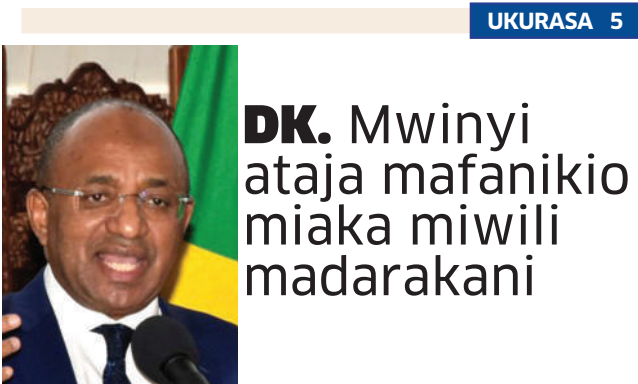 UKURASA 5
DK. Mwinyi
ataja mafanikio
miaka miwili
madarakani